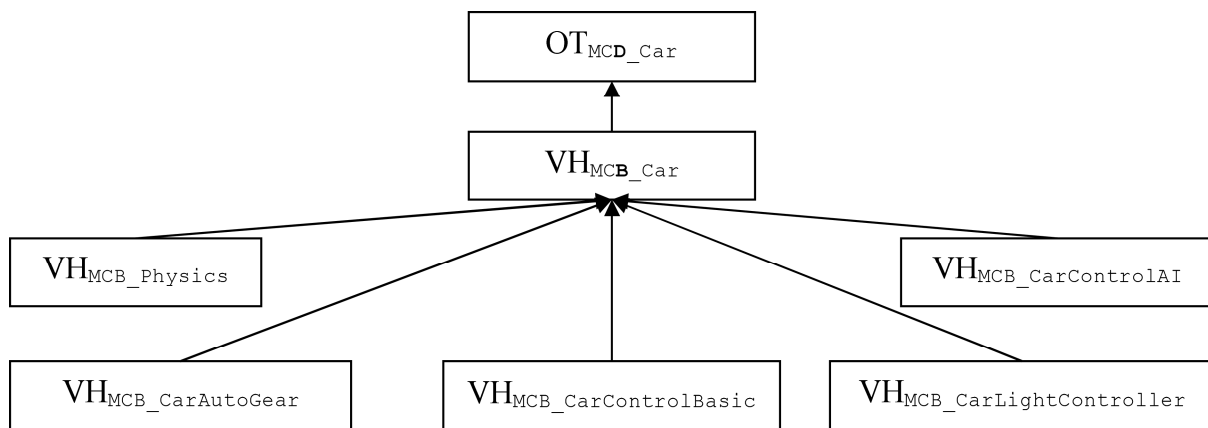 OTMCD_Car
VHMCB_Car
VHMCB_Physics
VHMCB_CarControlAI
VHMCB_CarAutoGear
VHMCB_CarControlBasic
VHMCB_CarLightController